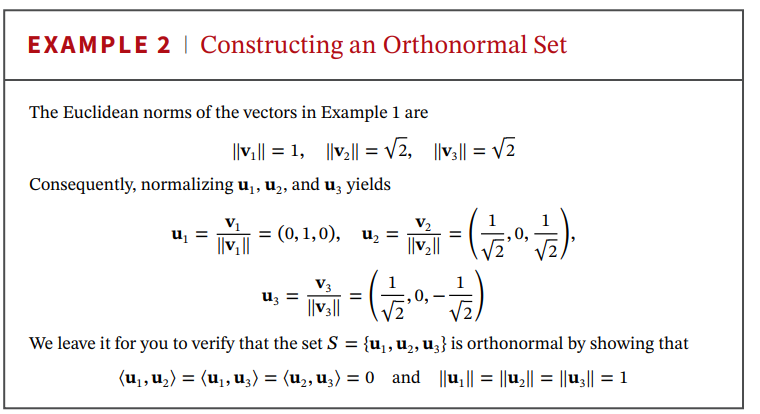 EXAMPLE 2 | Constructing an Orthonormal Set
The Euclidean norms of the vectors in Example 1 are
‖v₁‖ = 1, ‖v₂‖ = √2, ‖v₃‖ = √2
Consequently, normalizing u₁, u₂, and u₃ yields
u₁ = v₁/‖v₁‖ = (0, 1, 0), u₂ = v₂/‖v₂‖ = (1/√2, 0, 1/√2),
u₃ = v₃/‖v₃‖ = (1/√2, 0, −1/√2)
We leave it for you to verify that the set S = {u₁, u₂, u₃} is orthonormal by showing that
⟨u₁, u₂⟩ = ⟨u₁, u₃⟩ = ⟨u₂, u₃⟩ = 0 and ‖u₁‖ = ‖u₂‖ = ‖u₃‖ = 1